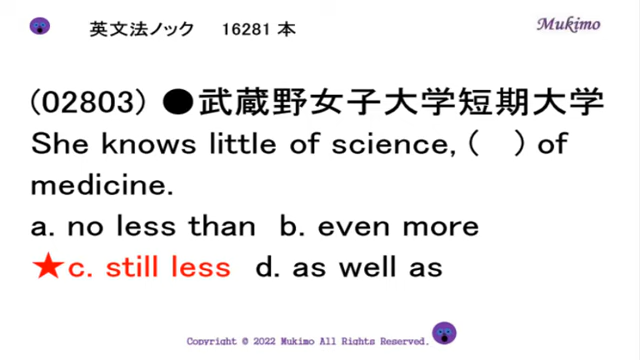 英文法ノック 16281 本 Mukimo
(02803) ●武蔵野女子大学短期大学
She knows little of science, ( ) of
medicine.
a. no less than b. even more
★c. still less d. as well as
Copyright @ 2022 Mukimo All Rights Reserved.